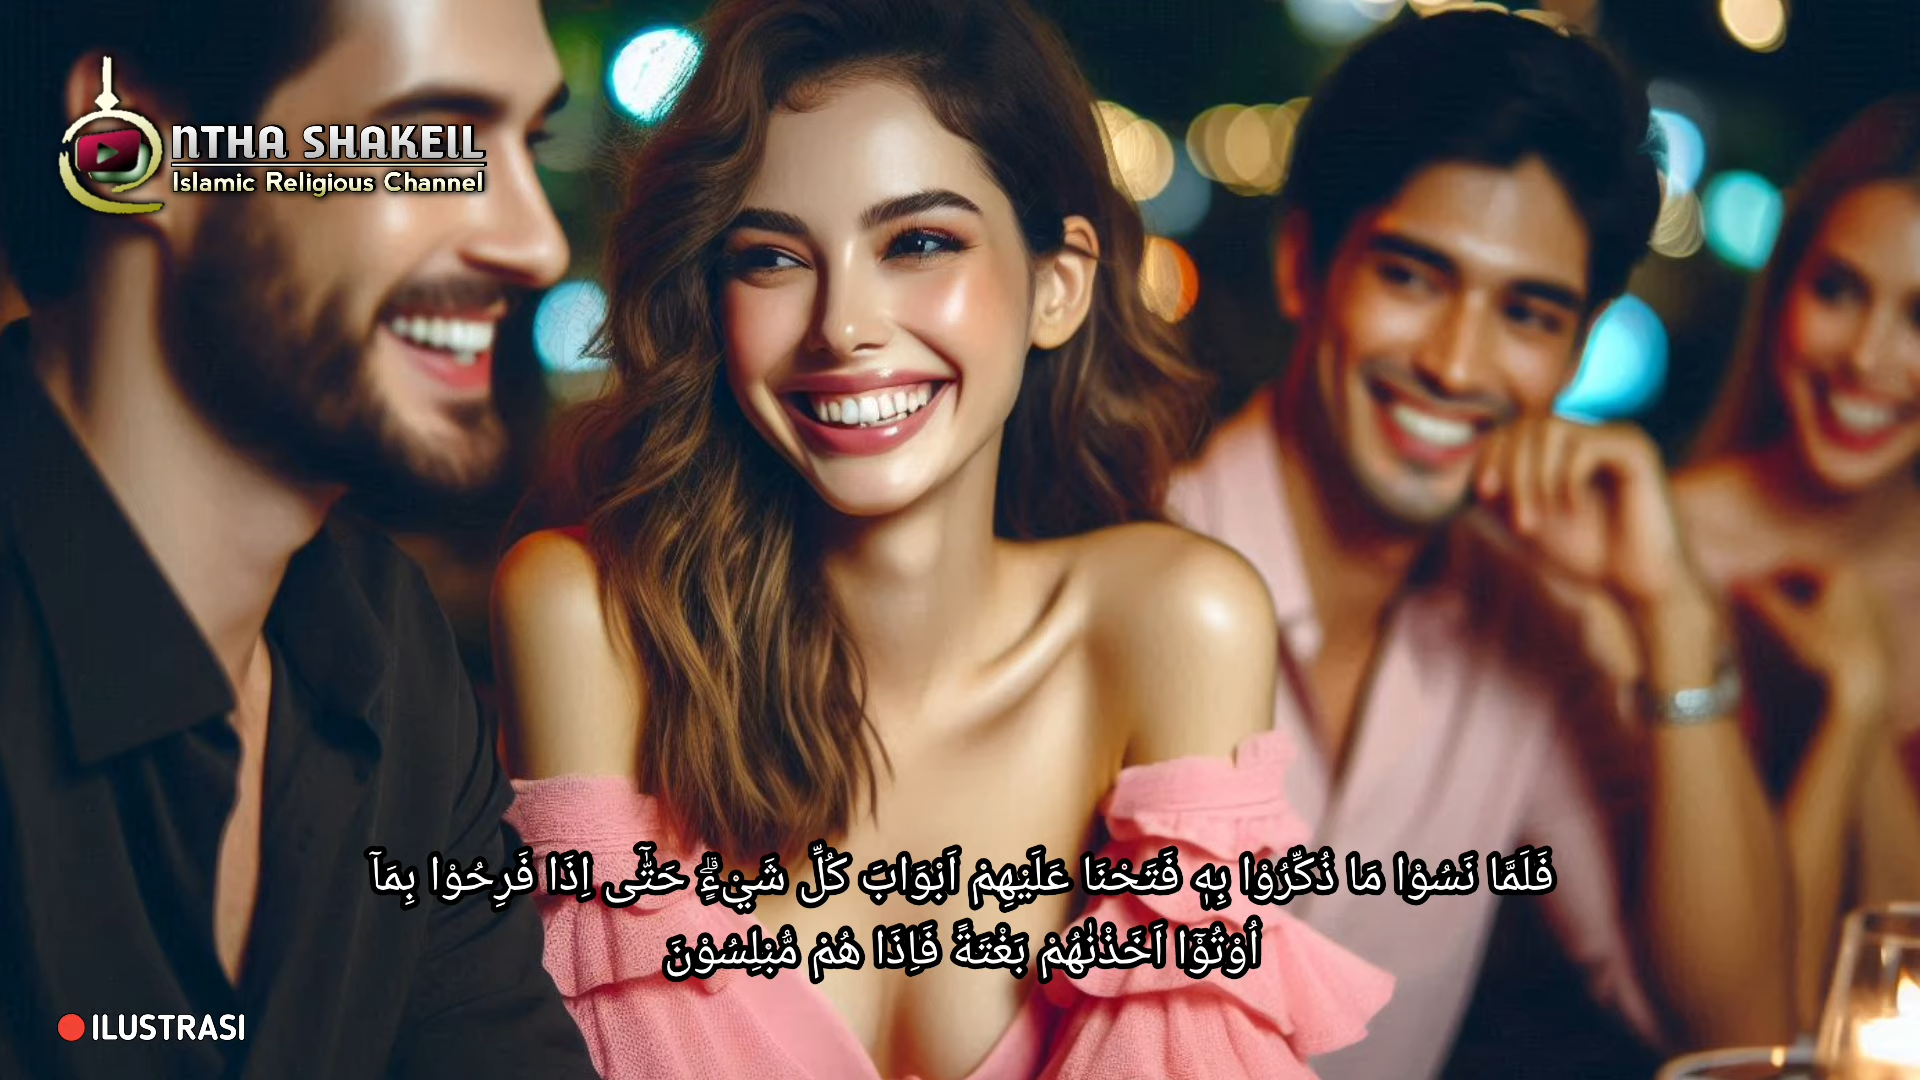 NTHA SHAKEIL
Islamic Religious Channel
فَلَمَّا نَسُوْا مَا ذُكِّرُوْا بِهٖ فَتَحْنَا عَلَيْهِمْ اَبْوَابَ كُلِّ شَيْءٍۗ حَتّٰٓى اِذَا فَرِحُوْا بِمَآ
اُوْتُوْٓا اَخَذْنٰهُمْ بَغْتَةً فَاِذَا هُمْ مُّبْلِسُوْنَ
ILUSTRASI